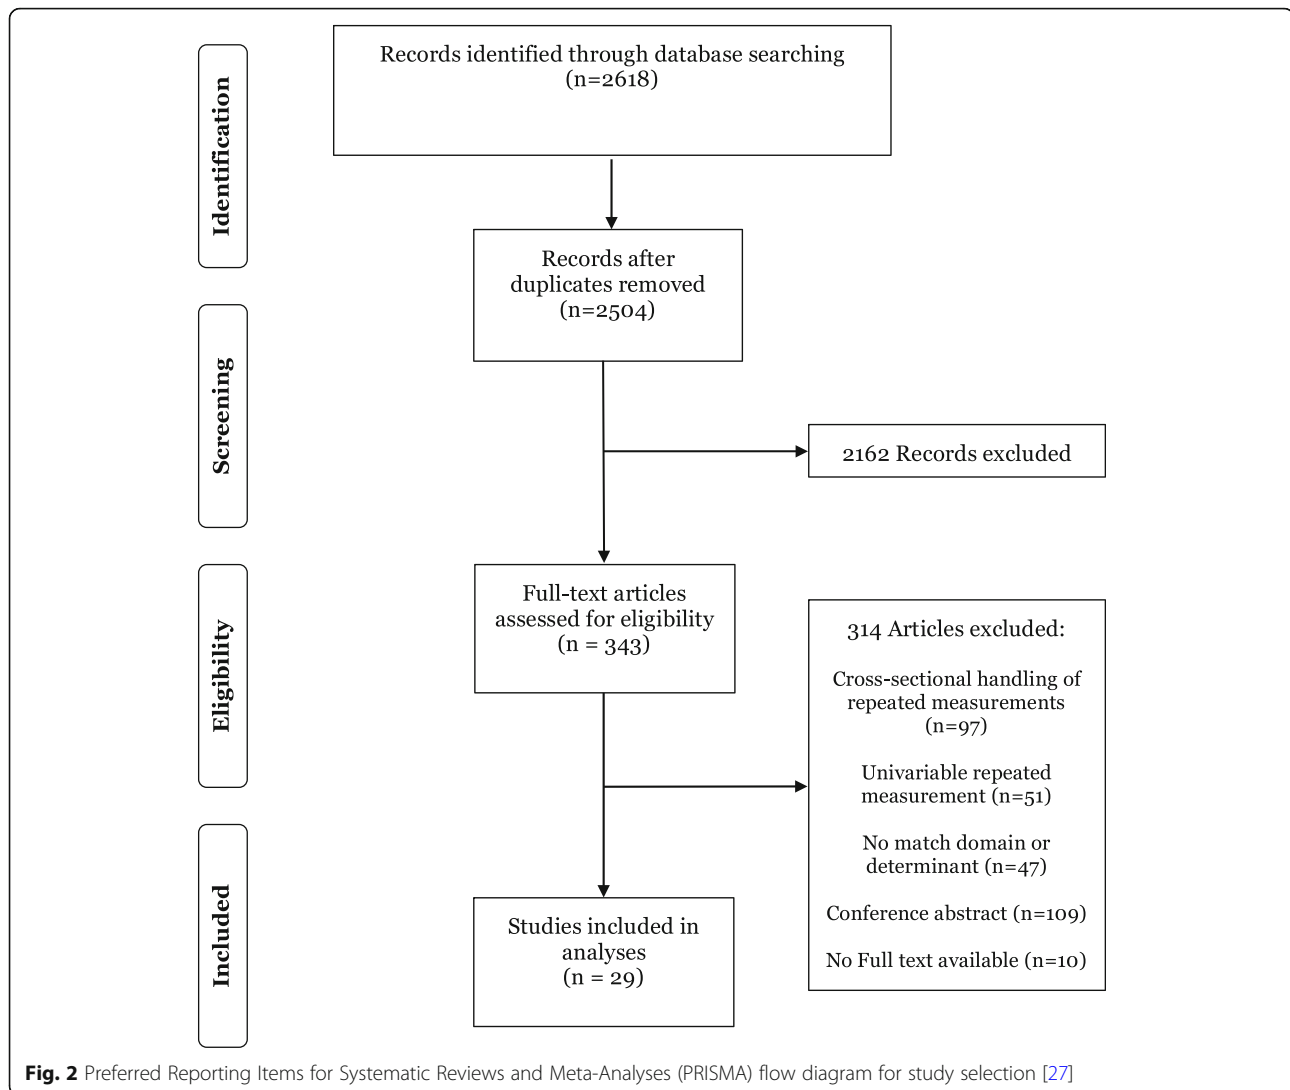 Identification
Records identified through database searching
(n=2618)
Records after
duplicates removed
(n=2504)
Screening
2162 Records excluded
Eligibility
Full-text articles
assessed for eligibility
(n = 343)
314 Articles excluded:
Cross-sectional handling of
repeated measurements
(n=97)
Univariable repeated
measurement (n=51)
No match domain or
determinant (n=47)
Conference abstract (n=109)
No Full text available (n=10)
Included
Studies included in
analyses
(n = 29)
Fig. 2 Preferred Reporting Items for Systematic Reviews and Meta-Analyses (PRISMA) flow diagram for study selection [27]